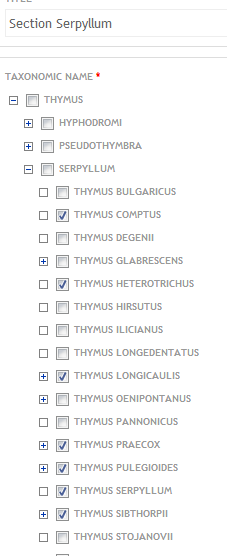 Section Serpyllum
TAXONOMIC NAME *
THYMUS
HYPHODROMI
PSEUDOTHYMBRA
SERPYLLUM
THYMUS BULGARICUS
THYMUS COMPTUS
THYMUS DEGENII
THYMUS GLABRESCENS
THYMUS HETEROTRICHUS
THYMUS HIRSUTUS
THYMUS ILICIANUS
THYMUS LONGEDENTATUS
THYMUS LONGICAULIS
THYMUS OENIPONTANUS
THYMUS PANNONICUS
THYMUS PRAECOX
THYMUS PULEGIOIDES
THYMUS SERPYLLUM
THYMUS SIBTHORPII
THYMUS STOJANOVII